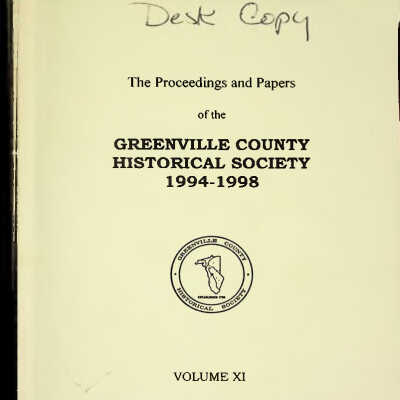 Desk Copy
The Proceedings and Papers
of the
GREENVILLE COUNTY
HISTORICAL SOCIETY
1994-1998
GREENVILLE COUNTY
HISTORICAL SOCIETY
VOLUME XI